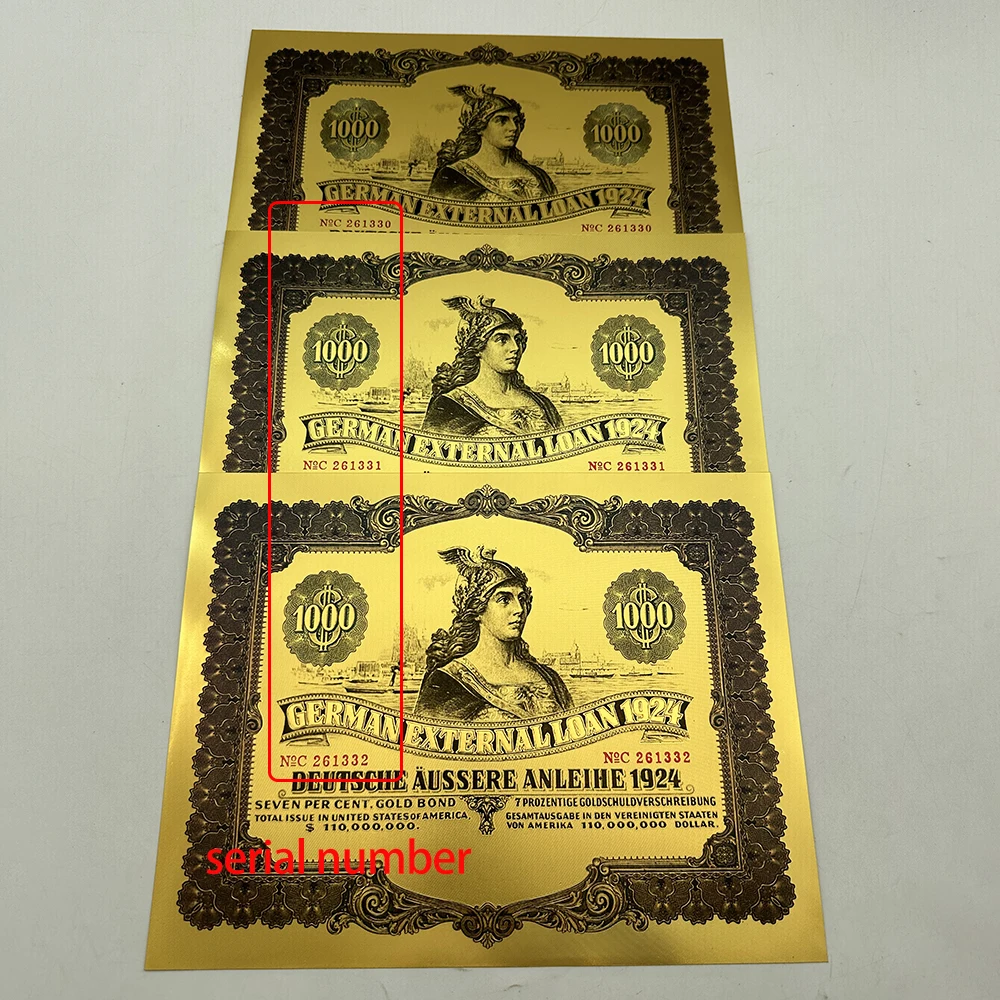 1000 1000
GERMAN EXTERNAL LOAN 1924
NºC 261330 NºC 261330
1000 1000
GERMAN EXTERNAL LOAN 1924
NºC 261331 NºC 261331
1000 1000
GERMAN EXTERNAL LOAN 1924
NºC 261332 NºC 261332
DEUTSCHE ÄUSSERE ANLEIHE 1924
SEVEN PER CENT. GOLD BOND 7 PROZENTIGE GOLDSCHULDVERSCHREIBUNG
TOTAL ISSUE IN UNITED STATES OF AMERICA, GESAMTAUSGABE IN DEN VEREINIGTEN STAATEN
$ 110,000,000. VON AMERIKA 110,000,000 DOLLAR.
serial number